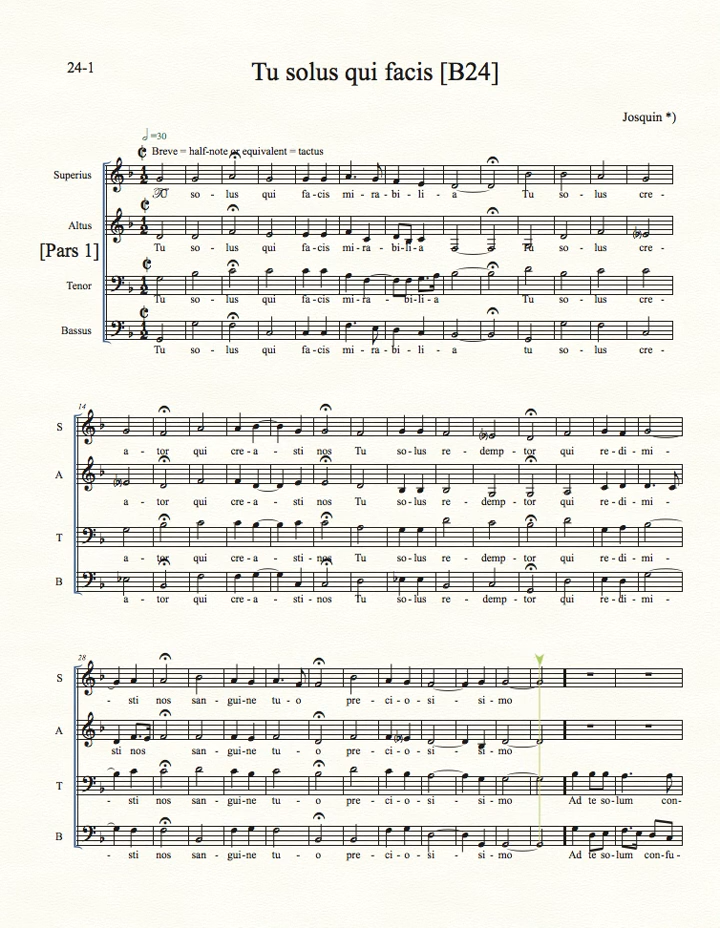 24-1
Tu solus qui facis [B24]
Josquin *)
=30
Breve = half-note or equivalent = tactus
Superius
Tu so - lus qui fa-cis mi - ra - bi - li - a Tu so - lus cre -
Altus
Tu so - lus qui fa-cis mi-ra - bi-li-a Tu so - lus cre -
[Pars 1]
Tenor
Tu so - lus qui fa-cis mi-ra - bi-li-a Tu so - lus cre -
Bassus
Tu so - lus qui fa-cis mi-ra - bi - li - a tu so - lus cre -
14
S
a - tor qui cre - a - sti nos Tu so-lus re - demp - tor qui re-di - mi -
A
a - tor qui cre - a - sti nos Tu so-lus re - demp - tor qui re-di - mi -
T
a - tor qui cre - a - sti - nos Tu so-lus re - demp - tor qui re-di - mi -
B
a - tor qui cre - a - sti - nos Tu so-lus re - demp - tor qui re-di - mi -
28
S
- sti nos san - gui-ne tu - o pre - ci - o - si - si - mo
A
sti nos san - gui-ne tu - o pre - ci - o - si - si - mo
T
- sti nos san - gui-ne tu - o pre - ci - o - si - si - mo Ad te so-lum con-
B
- sti nos san - gui-ne tu - o pre - ci - o - si - si - mo Ad te so-lum con-fu-